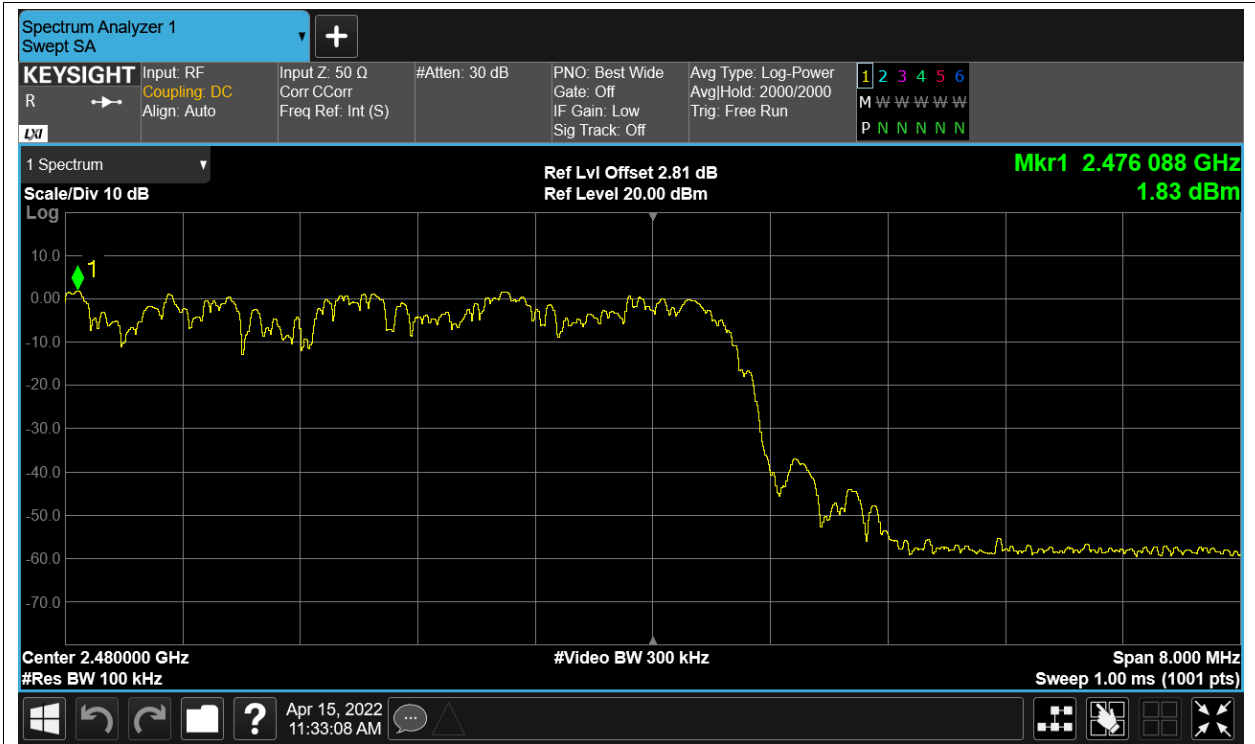 Spectrum Analyzer 1
Swept SA
KEYSIGHT
R
LXI
Input: RF
Coupling: DC
Align: Auto
Input Z: 50 Ω
Corr CCorr
Freq Ref: Int (S)
#Atten: 30 dB
PNO: Best Wide
Gate: Off
IF Gain: Low
Sig Track: Off
Avg Type: Log-Power
Avg|Hold: 2000/2000
Trig: Free Run
1 2 3 4 5 6
M W W W W W
P N N N N N
1 Spectrum
Scale/Div 10 dB
Log
Ref Lvl Offset 2.81 dB
Ref Level 20.00 dBm
Mkr1 2.476 088 GHz
1.83 dBm
10.0
1
0.00
-10.0
-20.0
-30.0
-40.0
-50.0
-60.0
-70.0
Center 2.480000 GHz
#Res BW 100 kHz
#Video BW 300 kHz
Span 8.000 MHz
Sweep 1.00 ms (1001 pts)
?
Apr 15, 2022
11:33:08 AM